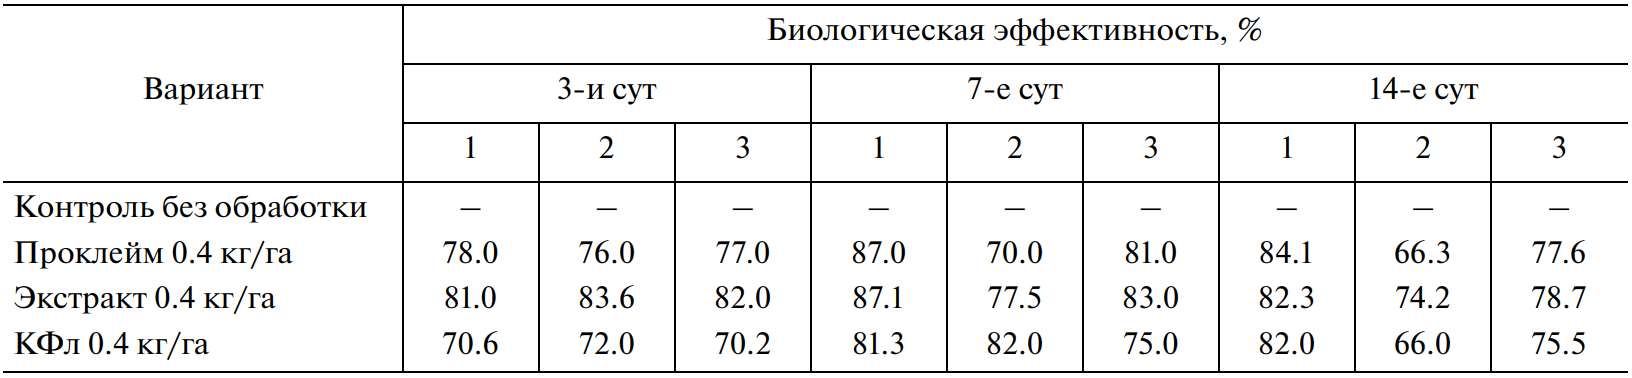 Биологическая эффективность, %
Вариант 3-и сут 7-е сут 14-е сут
1 2 3 1 2 3 1 2 3
Контроль без обработки – – – – – – – – –
Проклейм 0.4 кг/га 78.0 76.0 77.0 87.0 70.0 81.0 84.1 66.3 77.6
Экстракт 0.4 кг/га 81.0 83.6 82.0 87.1 77.5 83.0 82.3 74.2 78.7
КФл 0.4 кг/га 70.6 72.0 70.2 81.3 82.0 75.0 82.0 66.0 75.5